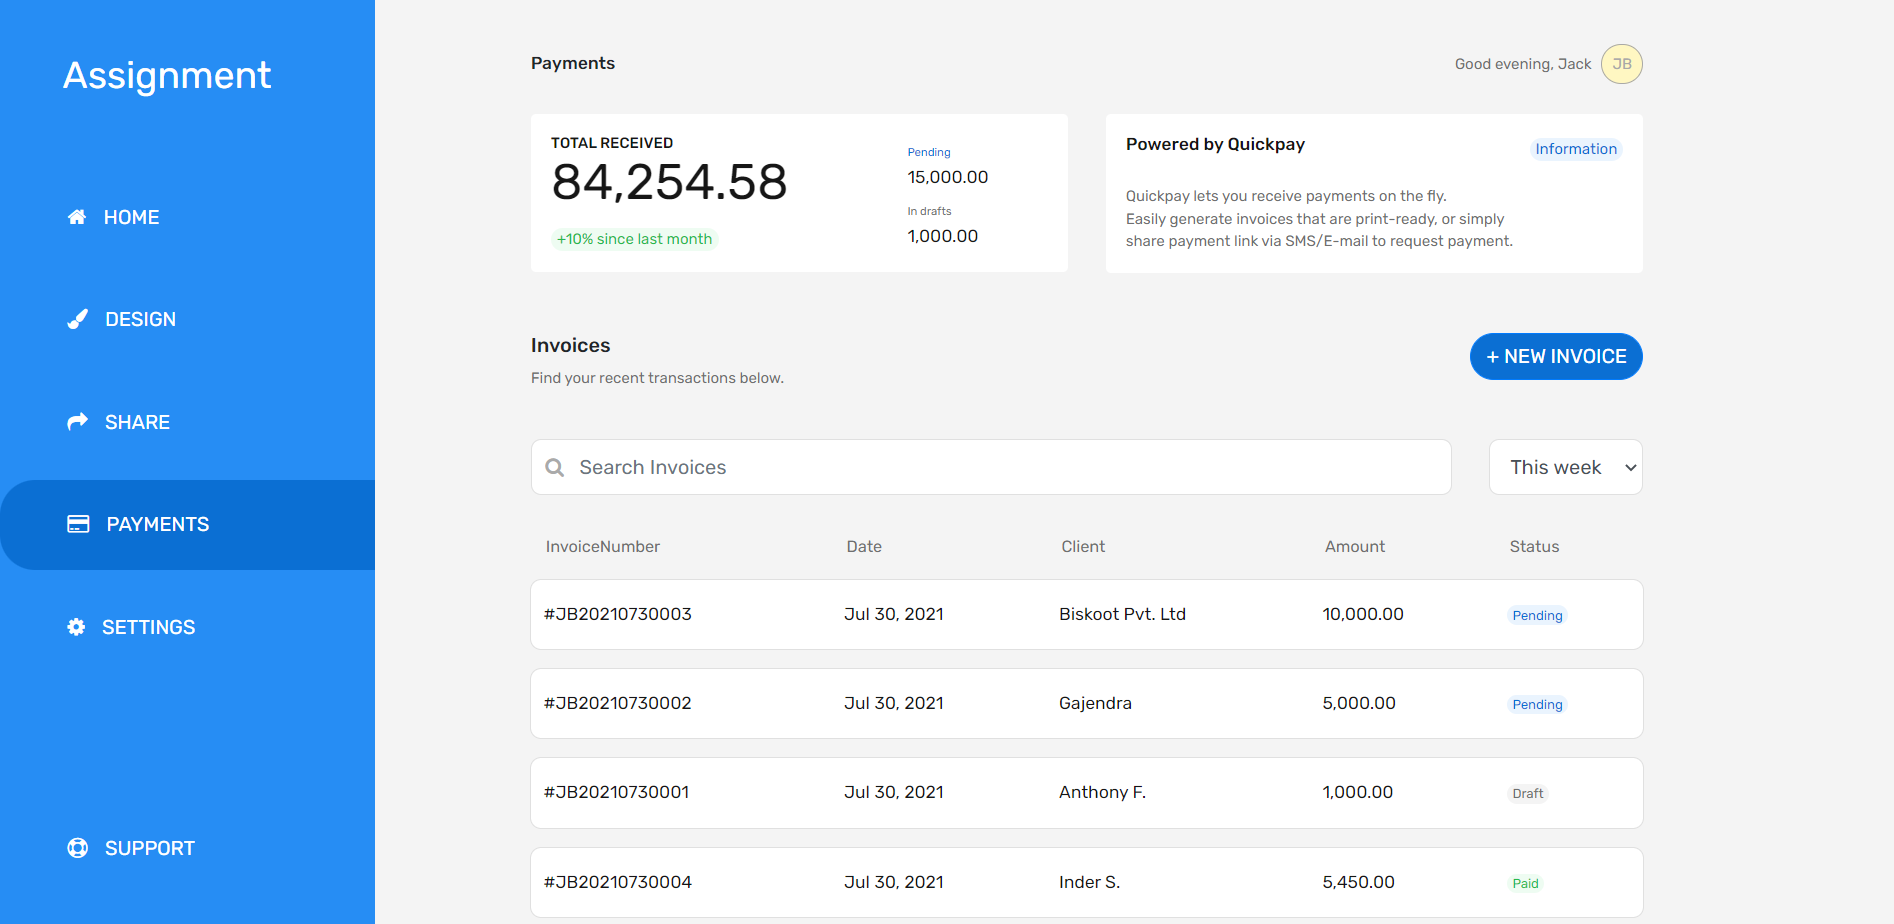 Assignment
HOME
DESIGN
SHARE
PAYMENTS
SETTINGS
SUPPORT
Payments
Good evening, Jack JB
TOTAL RECEIVED
84,254.58
+10% since last month
Pending
15,000.00
In drafts
1,000.00
Powered by Quickpay
Information
Quickpay lets you receive payments on the fly.
Easily generate invoices that are print-ready, or simply
share payment link via SMS/E-mail to request payment.
Invoices
Find your recent transactions below.
+ NEW INVOICE
Search Invoices
This week
InvoiceNumber Date Client Amount Status
#JB20210730003 Jul 30, 2021 Biskoot Pvt. Ltd 10,000.00 Pending
#JB20210730002 Jul 30, 2021 Gajendra 5,000.00 Pending
#JB20210730001 Jul 30, 2021 Anthony F. 1,000.00 Draft
#JB20210730004 Jul 30, 2021 Inder S. 5,450.00 Paid